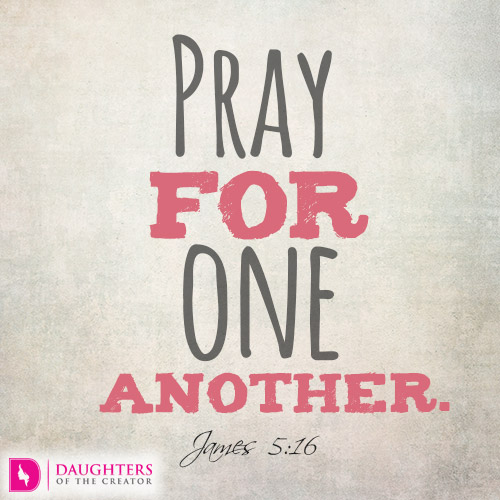 PRAY
FOR
ONE
ANOTHER.
James 5:16
DAUGHTERS
OF THE CREATOR